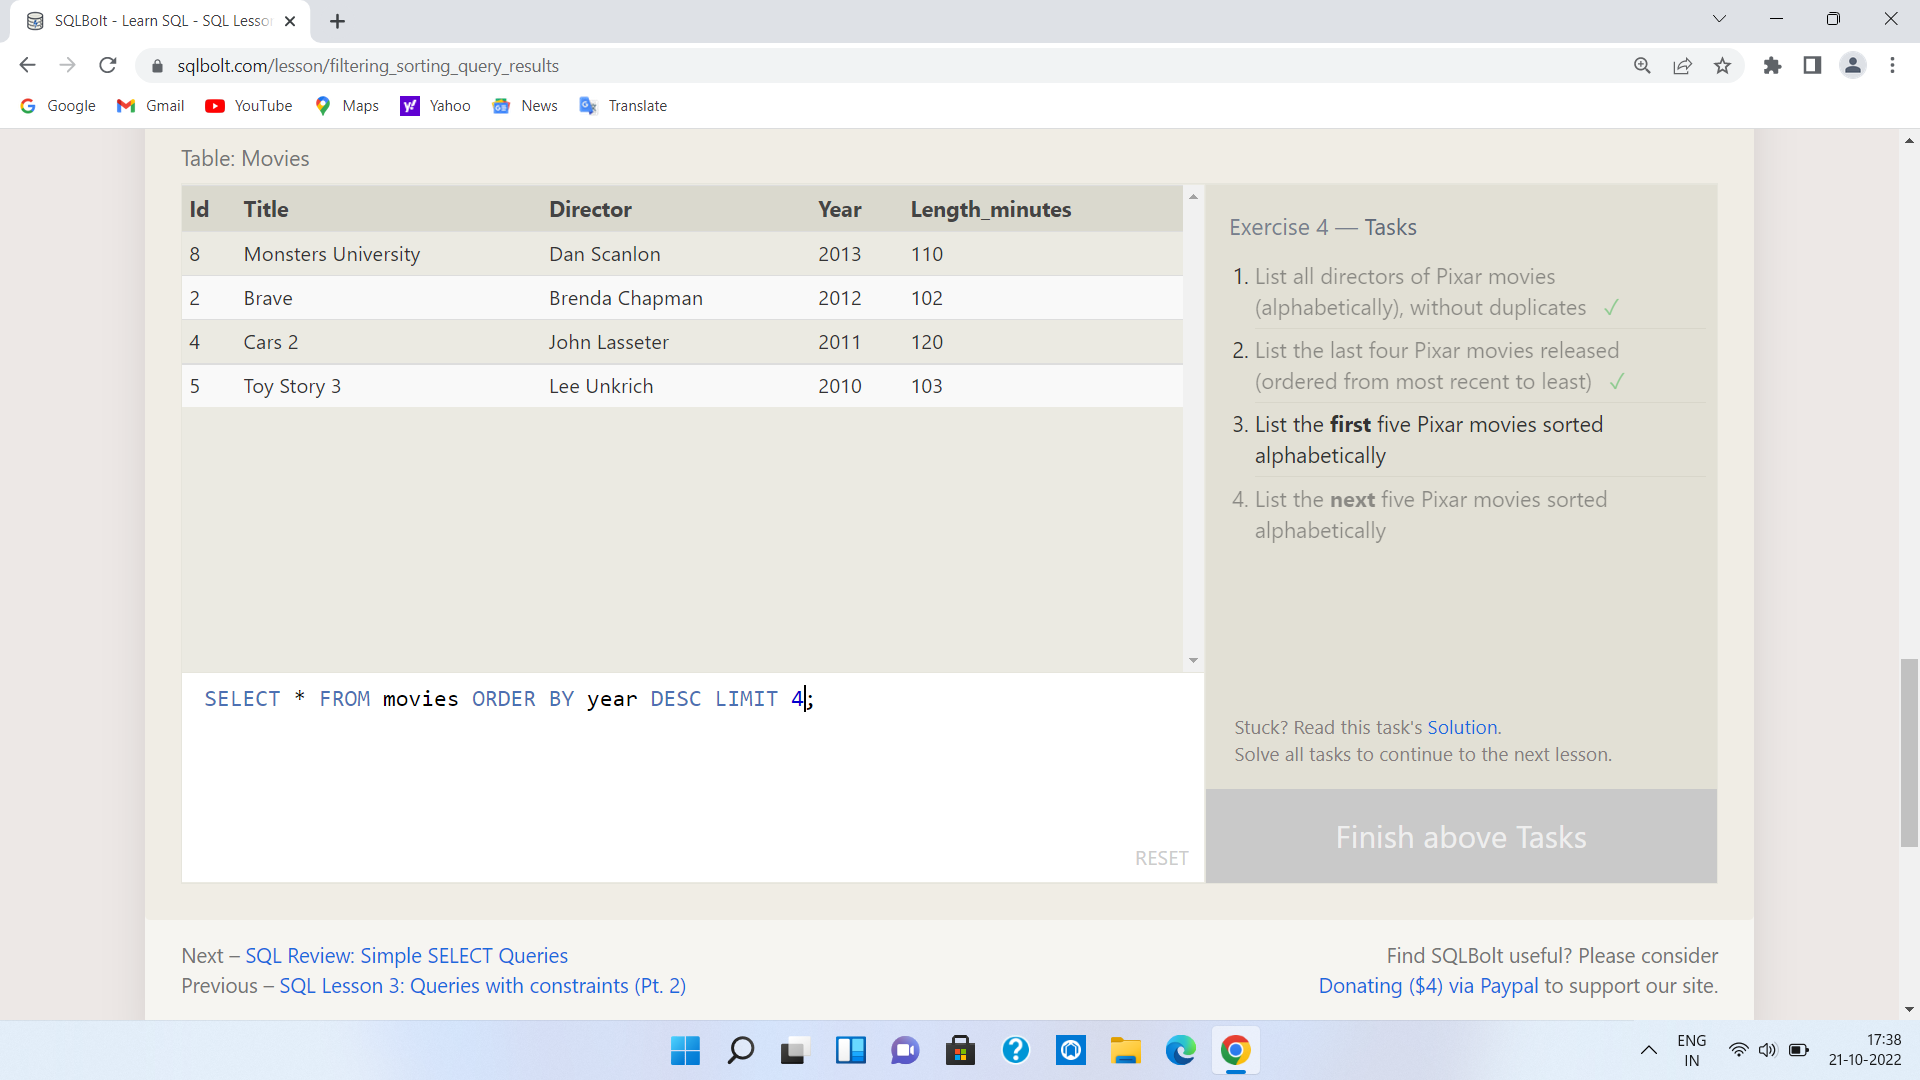 SQLBolt - Learn SQL - SQL Lesson
sqlbolt.com/lesson/filtering_sorting_query_results
Google Gmail YouTube Maps Yahoo News Translate
Table: Movies
Id Title Director Year Length_minutes
8 Monsters University Dan Scanlon 2013 110
2 Brave Brenda Chapman 2012 102
4 Cars 2 John Lasseter 2011 120
5 Toy Story 3 Lee Unkrich 2010 103
Exercise 4 — Tasks
1. List all directors of Pixar movies
(alphabetically), without duplicates ✓
2. List the last four Pixar movies released
(ordered from most recent to least) ✓
3. List the first five Pixar movies sorted
alphabetically
4. List the next five Pixar movies sorted
alphabetically
SELECT * FROM movies ORDER BY year DESC LIMIT 4;
RESET
Stuck? Read this task's Solution.
Solve all tasks to continue to the next lesson.
Finish above Tasks
Next – SQL Review: Simple SELECT Queries
Previous – SQL Lesson 3: Queries with constraints (Pt. 2)
Find SQLBolt useful? Please consider
Donating ($4) via Paypal to support our site.
ENG
IN
17:38
21-10-2022